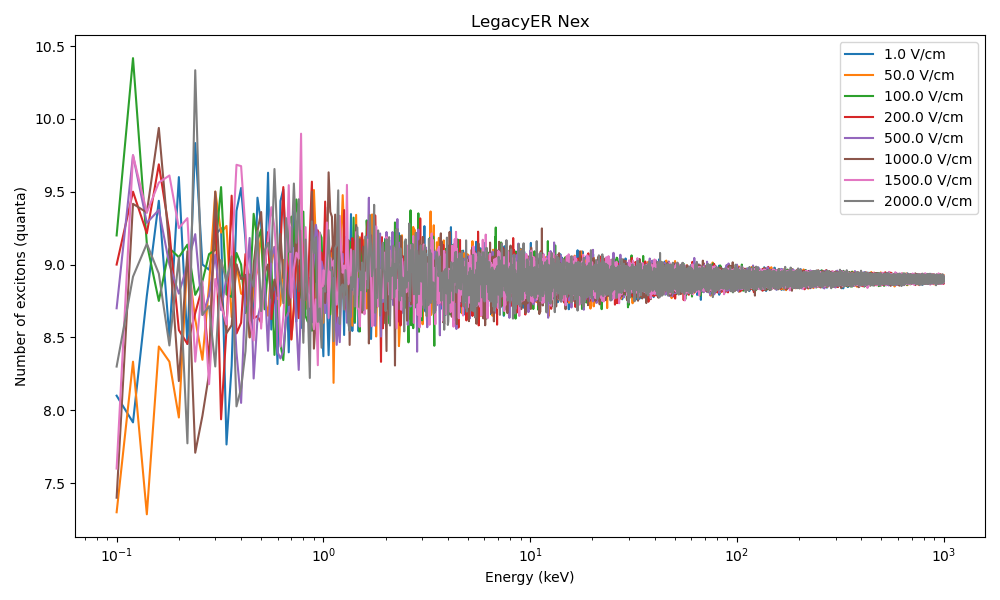 LegacyER Nex
10.5
10.0
9.5
9.0
8.5
8.0
7.5
Number of excitons (quanta)
10⁻¹
10⁰
10¹
10²
10³
Energy (keV)
1.0 V/cm
50.0 V/cm
100.0 V/cm
200.0 V/cm
500.0 V/cm
1000.0 V/cm
1500.0 V/cm
2000.0 V/cm